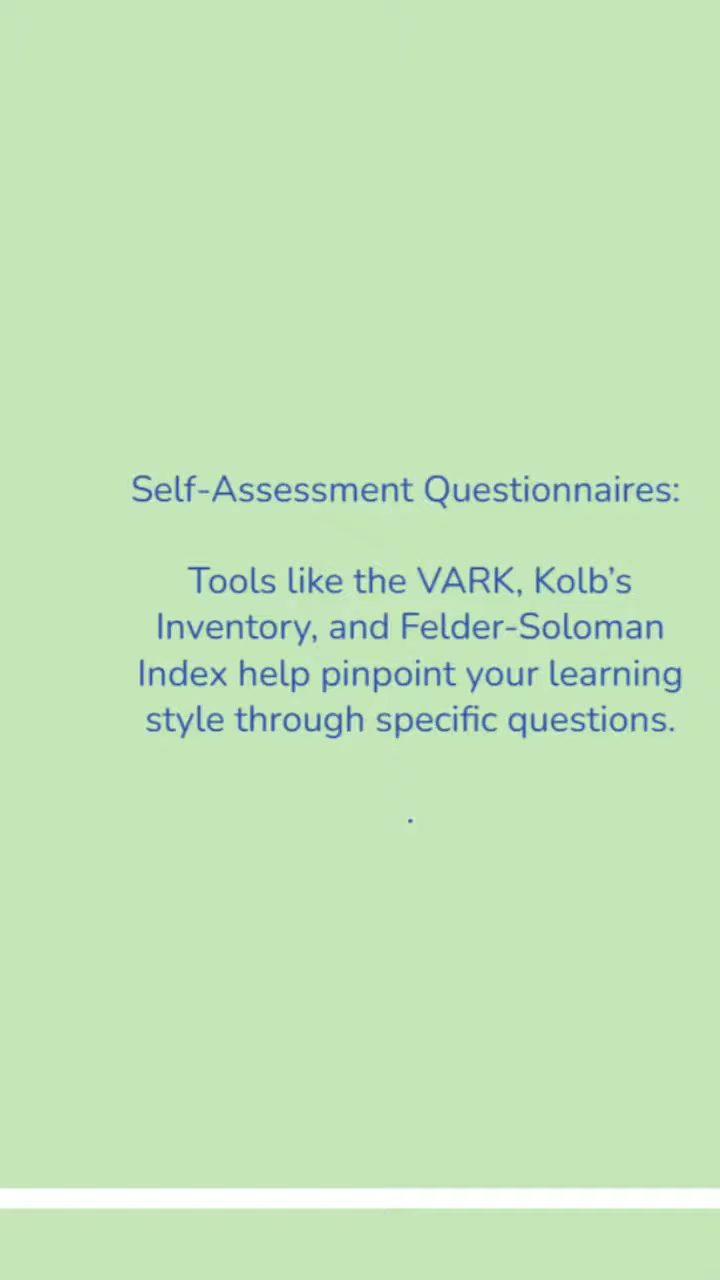 Self-Assessment Questionnaires:
Tools like the VARK, Kolb’s
Inventory, and Felder-Soloman
Index help pinpoint your learning
style through specific questions.
.